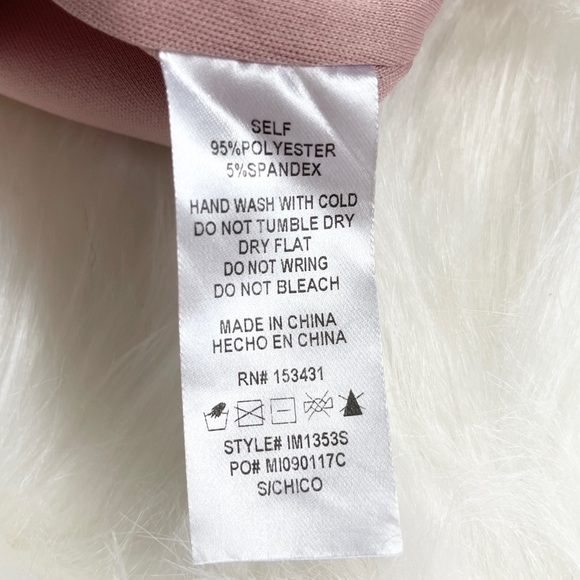 SELF
95%POLYESTER
5%SPANDEX
HAND WASH WITH COLD
DO NOT TUMBLE DRY
DRY FLAT
DO NOT WRING
DO NOT BLEACH
MADE IN CHINA
HECHO EN CHINA
RN# 153431
STYLE# IM1353S
PO# MI090117C
S/CHICO